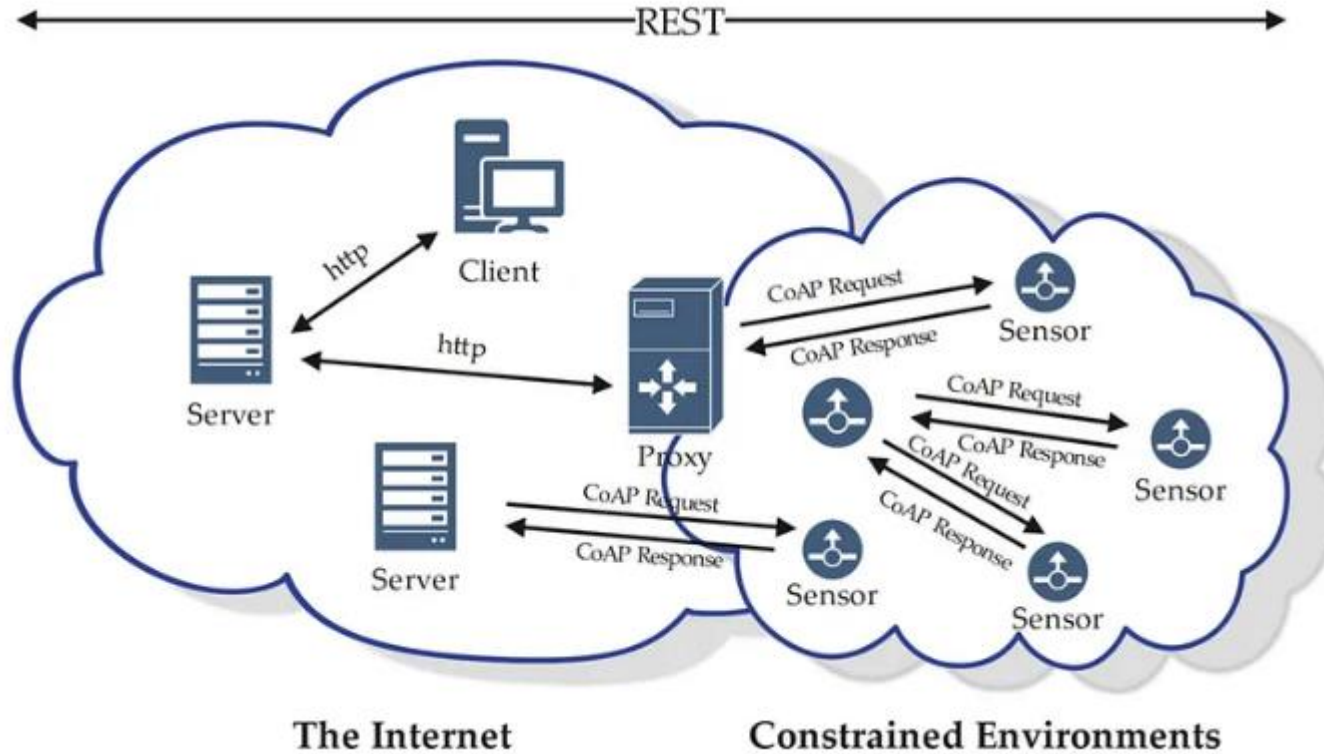 REST
http
Client
Server
http
Proxy
CoAP Request
CoAP Response
Sensor
CoAP Request
CoAP Response
Sensor
CoAP Request
CoAP Response
Sensor
Server
CoAP Request
CoAP Response
Sensor
The Internet
Constrained Environments